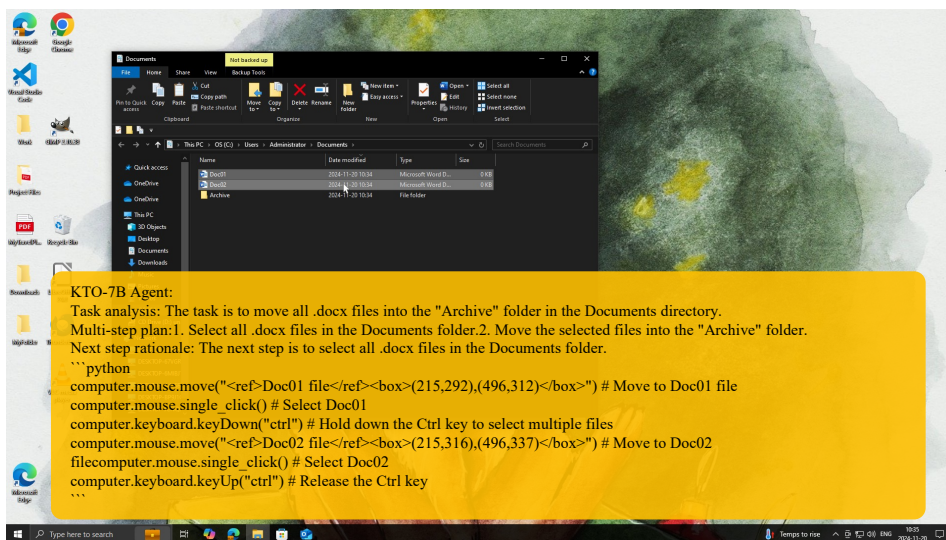 Microsoft Edge
Google Chrome
Visual Studio Code
Work
GIMP 2.10.38
Project Files
Recycle Bin
Downloads
MyFolder
Microsoft Edge
Documents
Not backed up
File Home Share View Backup Tools
Pin to Quick access
Copy
Paste
Cut
Copy path
Paste shortcut
Clipboard
Move to
Copy to
Delete
Rename
Organize
New folder
New item
Easy access
New
Properties
Open
Edit
History
Open
Select all
Select none
Invert selection
Select
This PC > OS (C:) > Users > Administrator > Documents >
Search Documents
Name Date modified Type Size
Doc01 2024-11-20 10:34 Microsoft Word D... 0 KB
Doc02 2024-11-20 10:34 Microsoft Word D... 0 KB
Archive 2024-11-20 10:34 File folder
Quick access
OneDrive
OneDrive
This PC
3D Objects
Desktop
Documents
Downloads
KTO-7B Agent:
Task analysis: The task is to move all .docx files into the "Archive" folder in the Documents directory.
Multi-step plan:1. Select all .docx files in the Documents folder.2. Move the selected files into the "Archive" folder.
Next step rationale: The next step is to select all .docx files in the Documents folder.
```python
computer.mouse.move("<ref>Doc01 file</ref><box>(215,292),(496,312)</box>") # Move to Doc01 file
computer.mouse.single_click() # Select Doc01
computer.keyboard.keyDown("ctrl") # Hold down the Ctrl key to select multiple files
computer.mouse.move("<ref>Doc02 file</ref><box>(215,316),(496,337)</box>") # Move to Doc02
filecomputer.mouse.single_click() # Select Doc02
computer.keyboard.keyUp("ctrl") # Release the Ctrl key
```
Type here to search
Temps to rise
ENG
10:35
2024-11-20